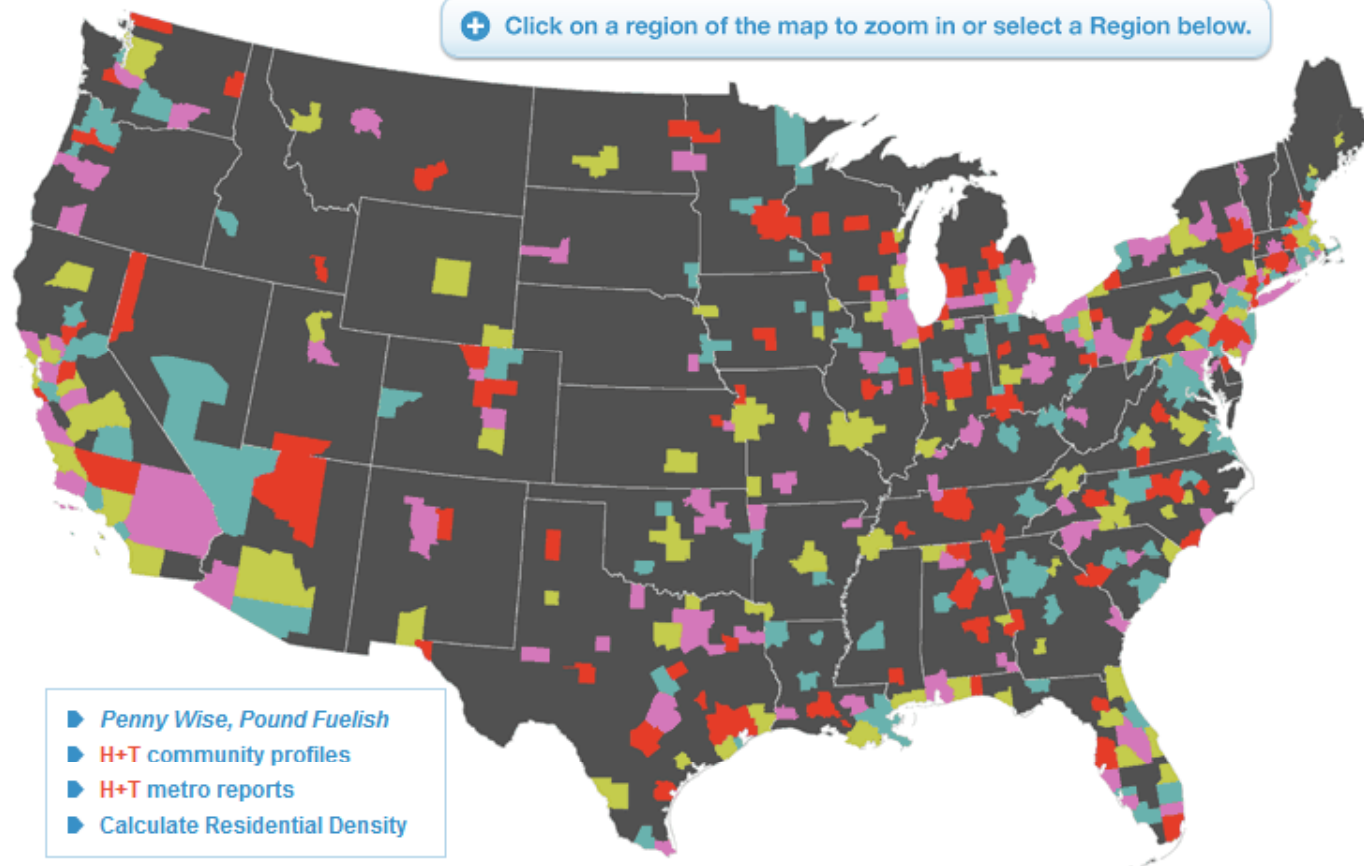 Click on a region of the map to zoom in or select a Region below.
Penny Wise, Pound Fuelish
H+T community profiles
H+T metro reports
Calculate Residential Density